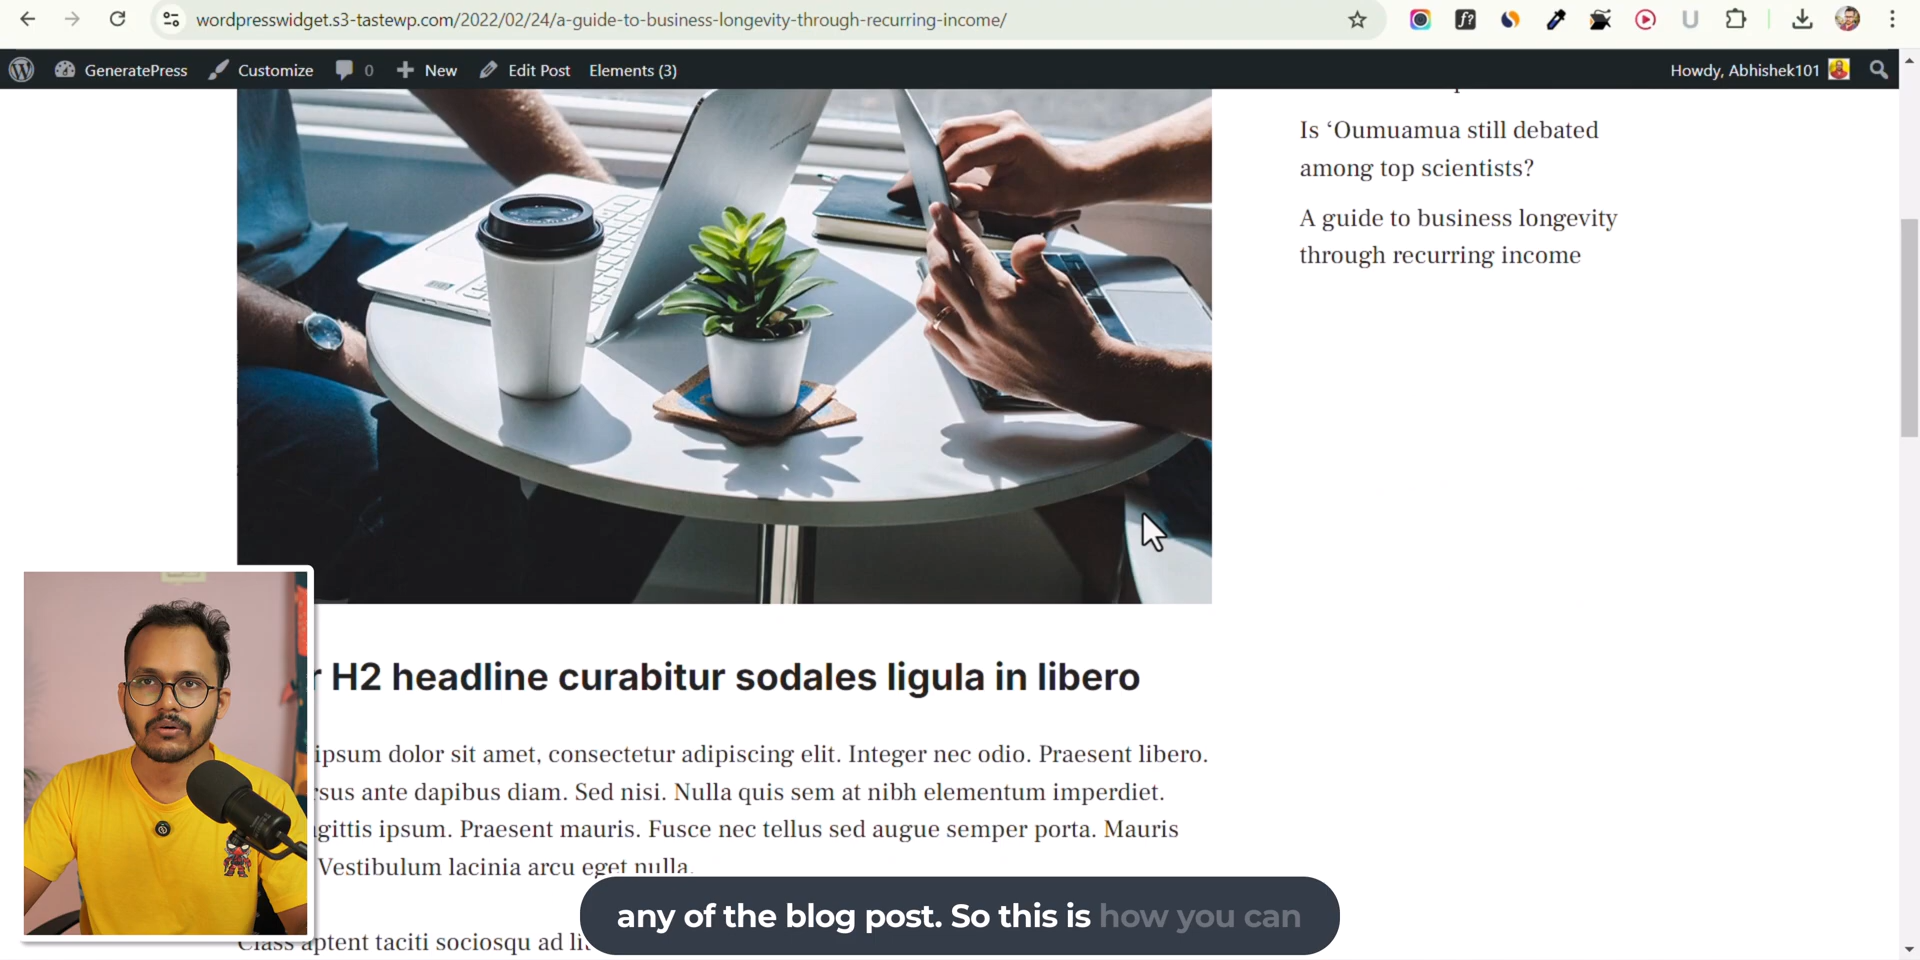 wordpresswidget.s3-tastewp.com/2022/02/24/a-guide-to-business-longevity-through-recurring-income/
GeneratePress Customize 0 New Edit Post Elements (3) Howdy, Abhishek101
Is ‘Oumuamua still debated
among top scientists?
A guide to business longevity
through recurring income
H2 headline curabitur sodales ligula in libero
ipsum dolor sit amet, consectetur adipiscing elit. Integer nec odio. Praesent libero.
ante dapibus diam. Sed nisi. Nulla quis sem at nibh elementum imperdiet.
ipsum. Praesent mauris. Fusce nec tellus sed augue semper porta. Mauris
Vestibulum lacinia arcu eget nulla.
Class aptent taciti sociosqu ad
any of the blog post. So this is how you can